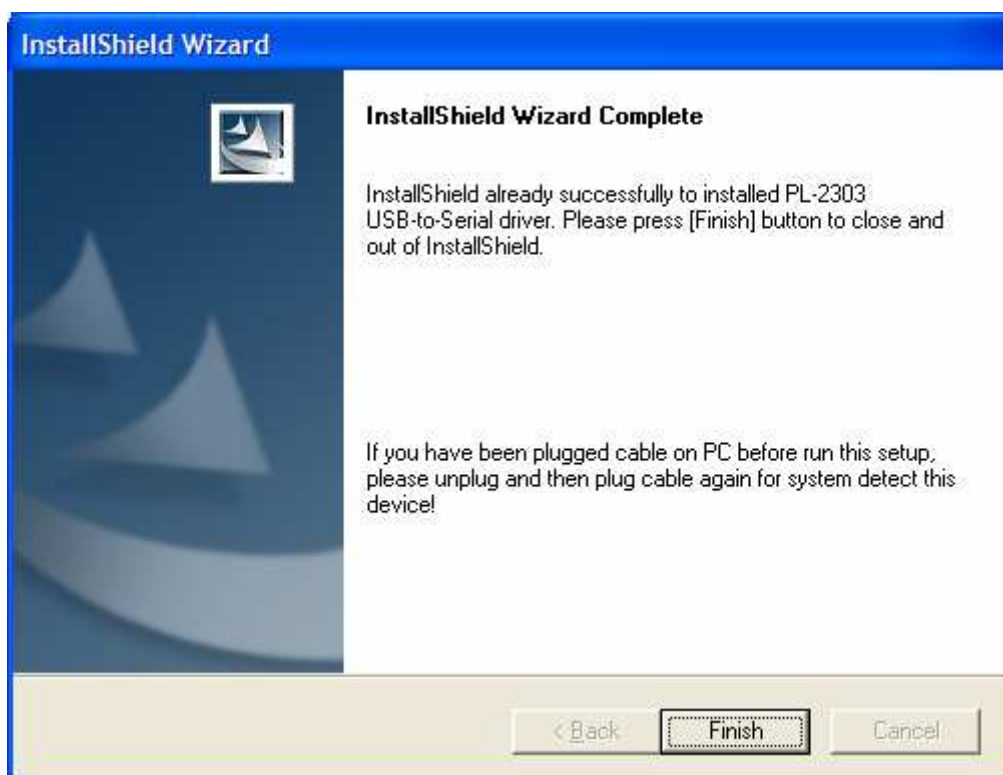 InstallShield Wizard
InstallShield Wizard Complete
InstallShield already successfully to installed PL-2303
USB-to-Serial driver. Please press [Finish] button to close and
out of InstallShield.
If you have been plugged cable on PC before run this setup,
please unplug and then plug cable again for system detect this
device!
< Back Finish Cancel